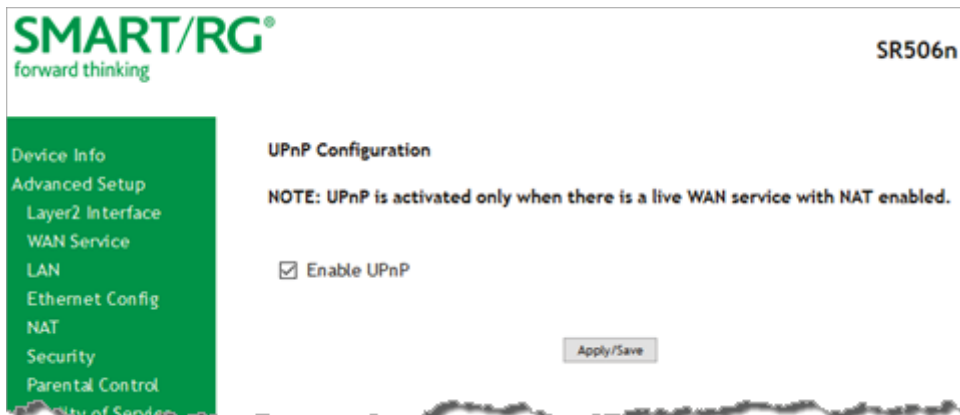 SMART/RG®
forward thinking
SR506n
Device Info
Advanced Setup
Layer2 Interface
WAN Service
LAN
Ethernet Config
NAT
Security
Parental Control
of Service
UPnP Configuration
NOTE: UPnP is activated only when there is a live WAN service with NAT enabled.
Enable UPnP
Apply/Save